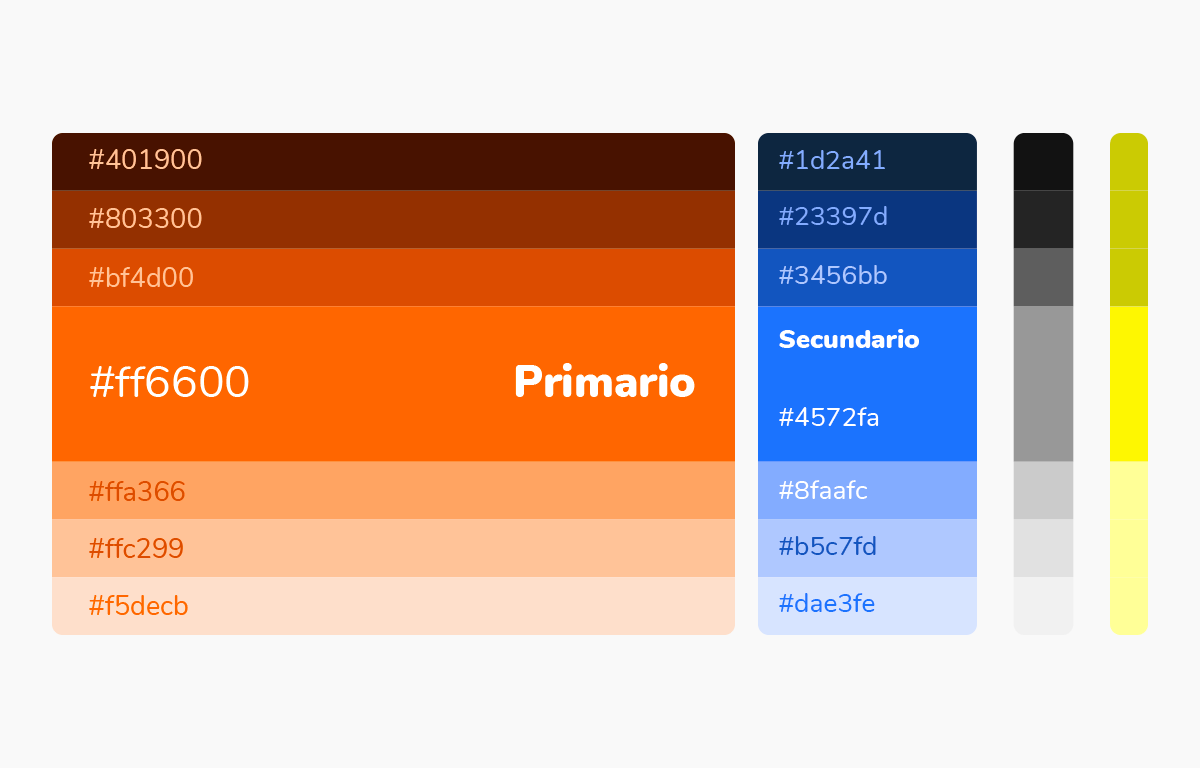 #401900
#803300
#bf4d00
#ff6600
Primario
#ffa366
#ffc299
#f5decb
#1d2a41
#23397d
#3456bb
Secundario
#4572fa
#8faafc
#b5c7fd
#dae3fe